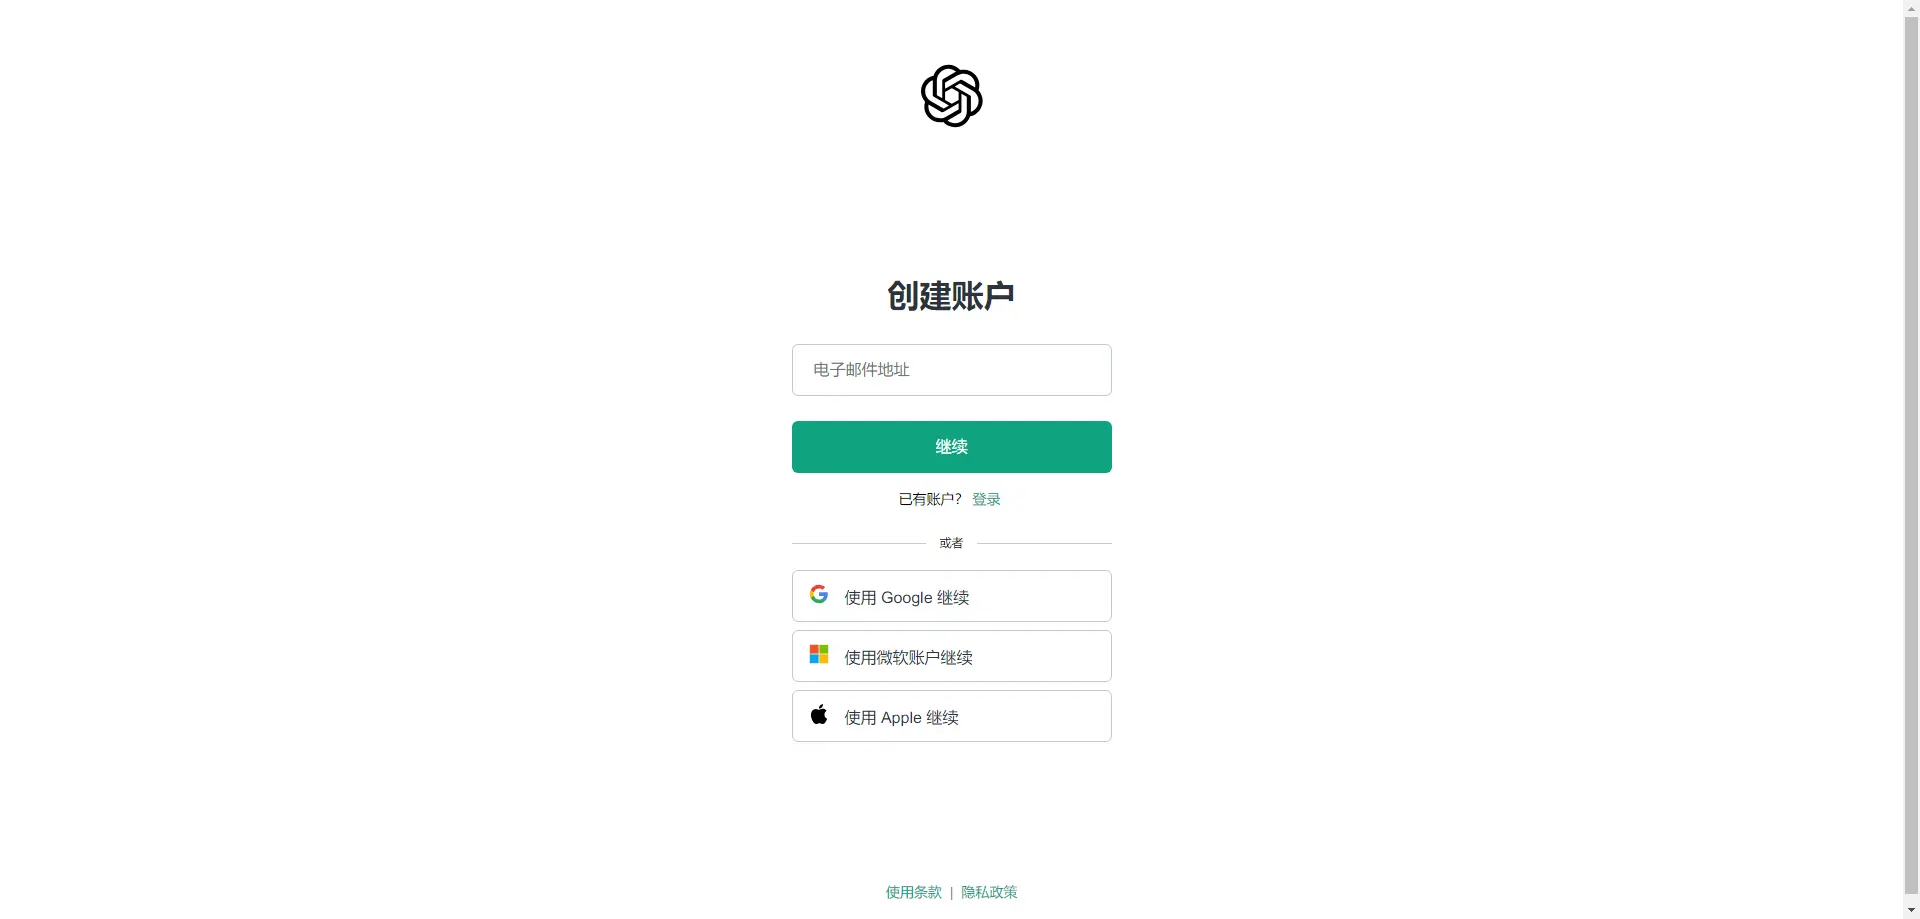 创建账户
电子邮件地址
继续
已有账户? 登录
或者
使用 Google 继续
使用微软账户继续
使用 Apple 继续
使用条款 | 隐私政策